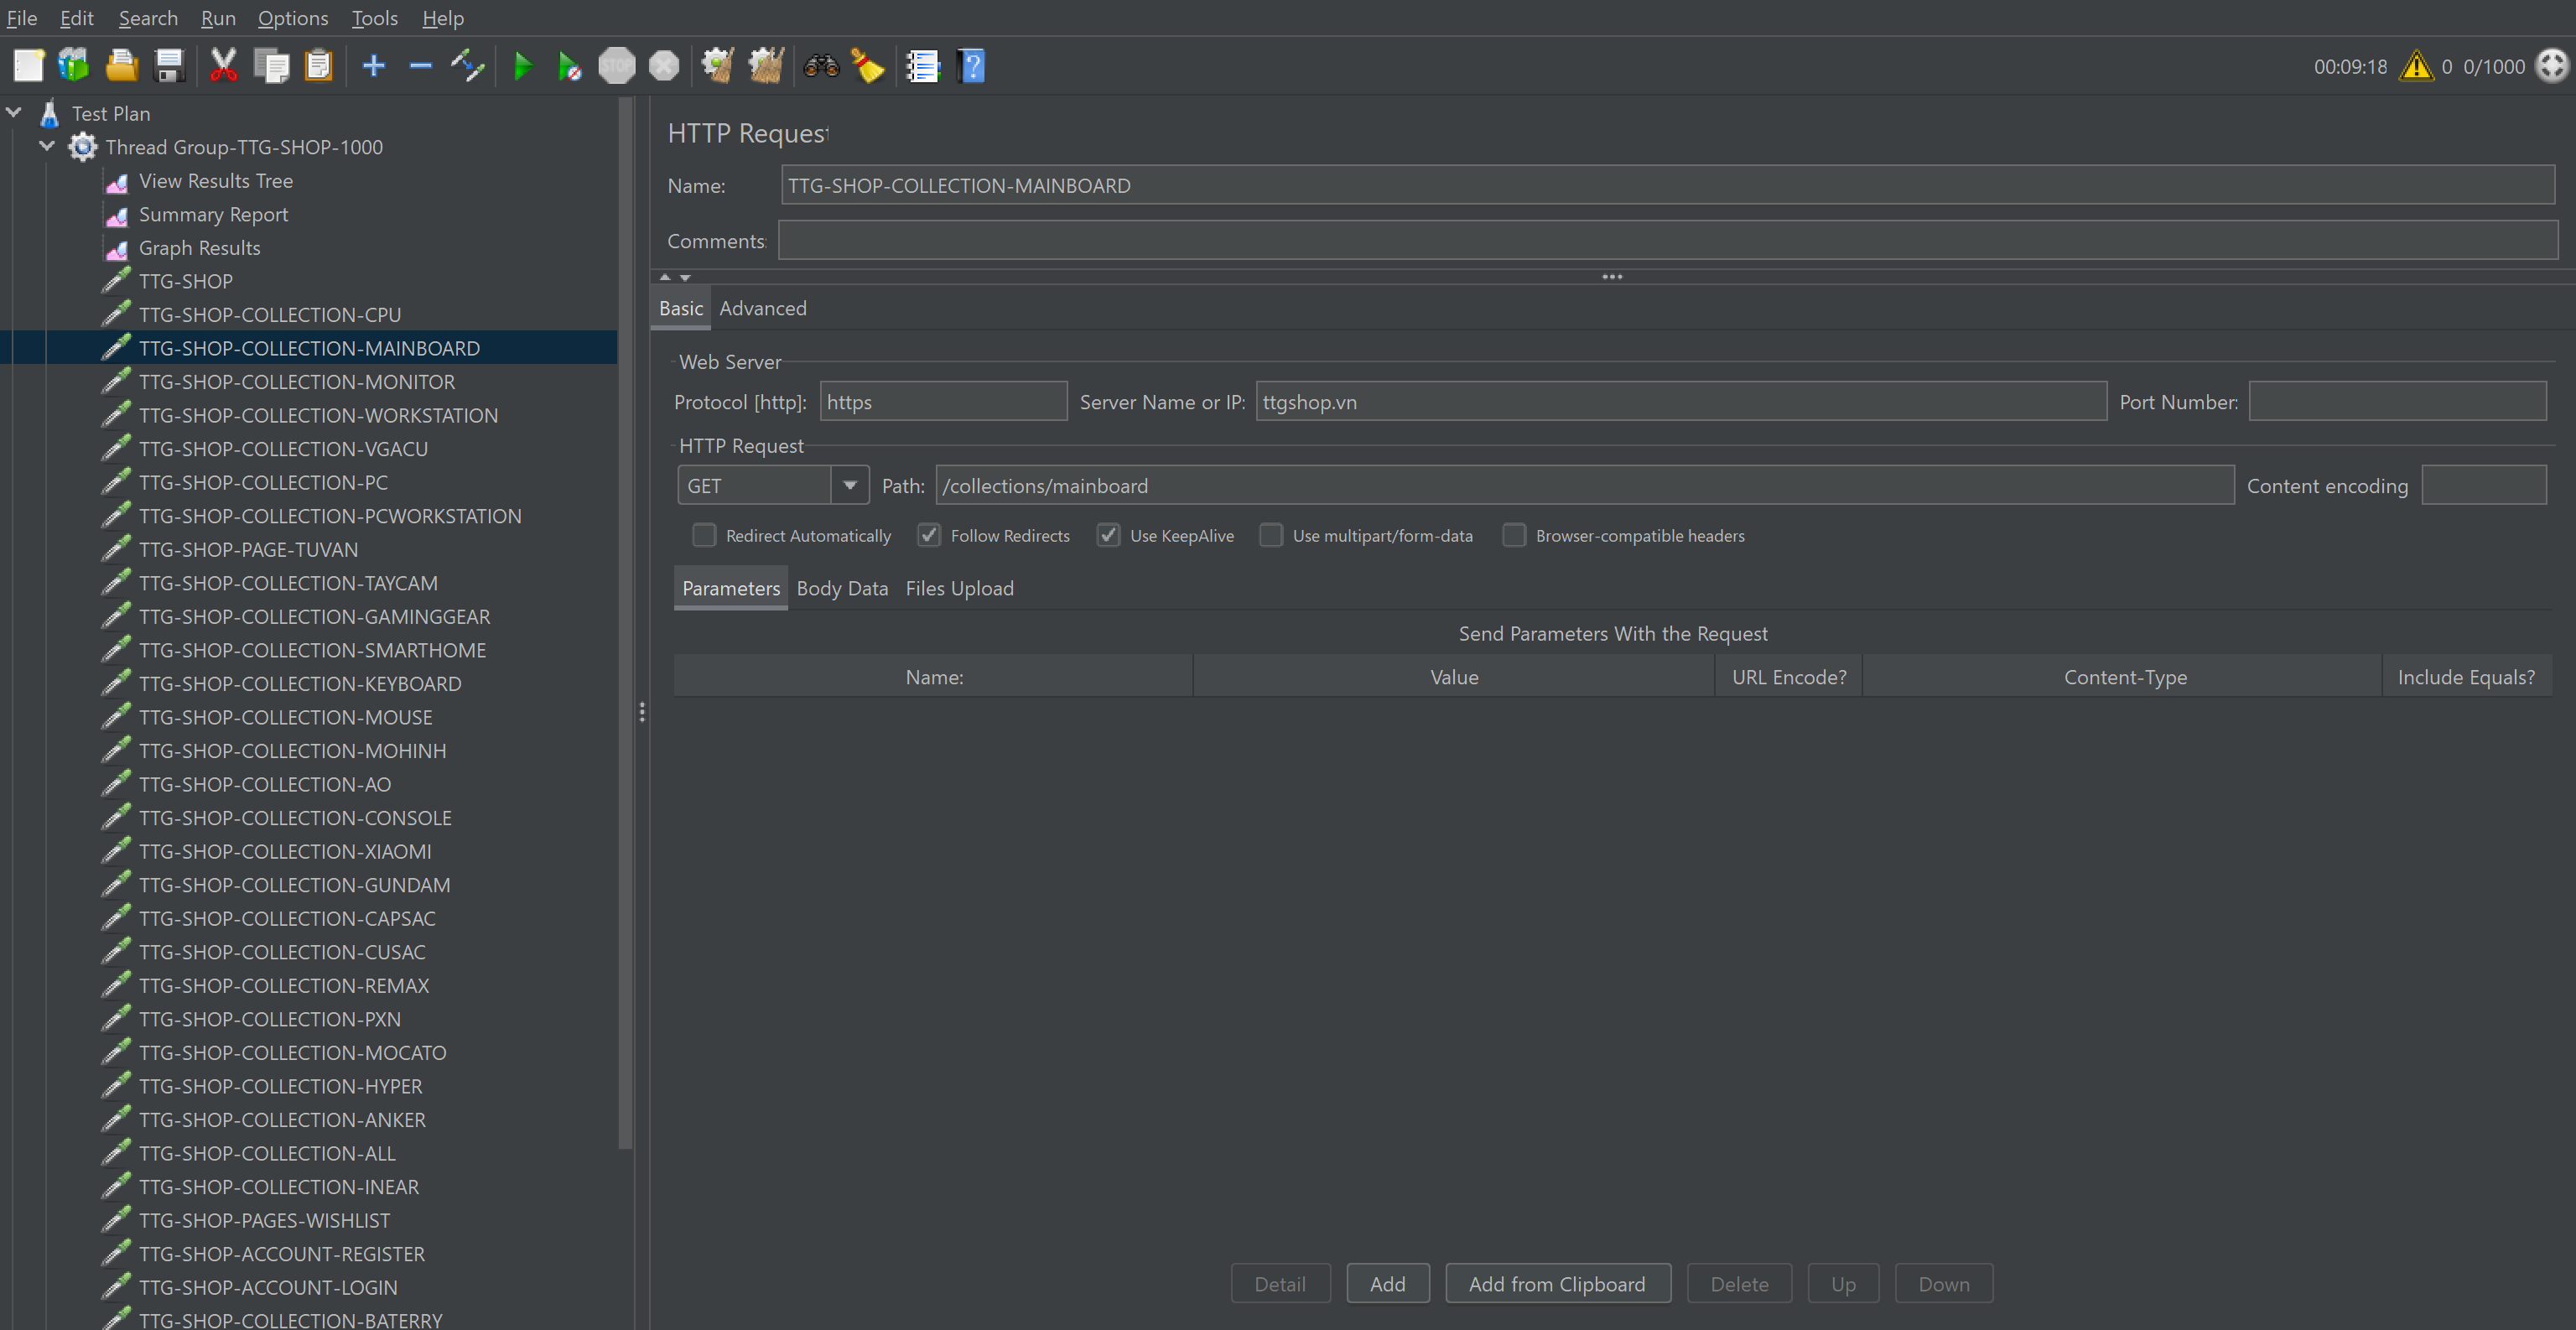 File Edit Search Run Options Tools Help
STOP
00:09:18 0 0/1000
Test Plan
Thread Group-TTG-SHOP-1000
View Results Tree
Summary Report
Graph Results
TTG-SHOP
TTG-SHOP-COLLECTION-CPU
TTG-SHOP-COLLECTION-MAINBOARD
TTG-SHOP-COLLECTION-MONITOR
TTG-SHOP-COLLECTION-WORKSTATION
TTG-SHOP-COLLECTION-VGACU
TTG-SHOP-COLLECTION-PC
TTG-SHOP-COLLECTION-PCWORKSTATION
TTG-SHOP-PAGE-TUVAN
TTG-SHOP-COLLECTION-TAYCAM
TTG-SHOP-COLLECTION-GAMINGGEAR
TTG-SHOP-COLLECTION-SMARTHOME
TTG-SHOP-COLLECTION-KEYBOARD
TTG-SHOP-COLLECTION-MOUSE
TTG-SHOP-COLLECTION-MOHINH
TTG-SHOP-COLLECTION-AO
TTG-SHOP-COLLECTION-CONSOLE
TTG-SHOP-COLLECTION-XIAOMI
TTG-SHOP-COLLECTION-GUNDAM
TTG-SHOP-COLLECTION-CAPSAC
TTG-SHOP-COLLECTION-CUSAC
TTG-SHOP-COLLECTION-REMAX
TTG-SHOP-COLLECTION-PXN
TTG-SHOP-COLLECTION-MOCATO
TTG-SHOP-COLLECTION-HYPER
TTG-SHOP-COLLECTION-ANKER
TTG-SHOP-COLLECTION-ALL
TTG-SHOP-COLLECTION-INEAR
TTG-SHOP-PAGES-WISHLIST
TTG-SHOP-ACCOUNT-REGISTER
TTG-SHOP-ACCOUNT-LOGIN
TTG-SHOP-COLLECTION-BATERRY
HTTP Request
Name: TTG-SHOP-COLLECTION-MAINBOARD
Comments:
Basic Advanced
Web Server
Protocol [http]: https Server Name or IP: ttgshop.vn Port Number:
HTTP Request
GET Path: /collections/mainboard Content encoding
Redirect Automatically Follow Redirects Use KeepAlive Use multipart/form-data Browser-compatible headers
Parameters Body Data Files Upload
Send Parameters With the Request
Name: Value URL Encode? Content-Type Include Equals?
Detail Add Add from Clipboard Delete Up Down